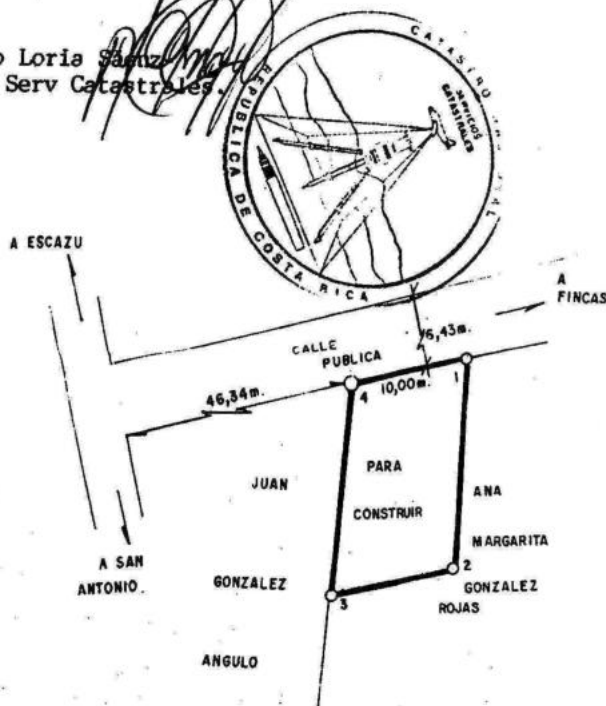 o Loria Sáenz
Serv Catastrales.
CATASTRO
REPUBLICA DE COSTA RICA
SERVICIOS
CATASTRALES
A ESCAZU
A
FINCAS
CALLE
PUBLICA
6,43m.
46,34m.
10,00m.
4
1
JUAN
PARA
CONSTRUIR
ANA
MARGARITA
2
GONZALEZ
ROJAS
A SAN
ANTONIO.
GONZALEZ
3
ANGULO